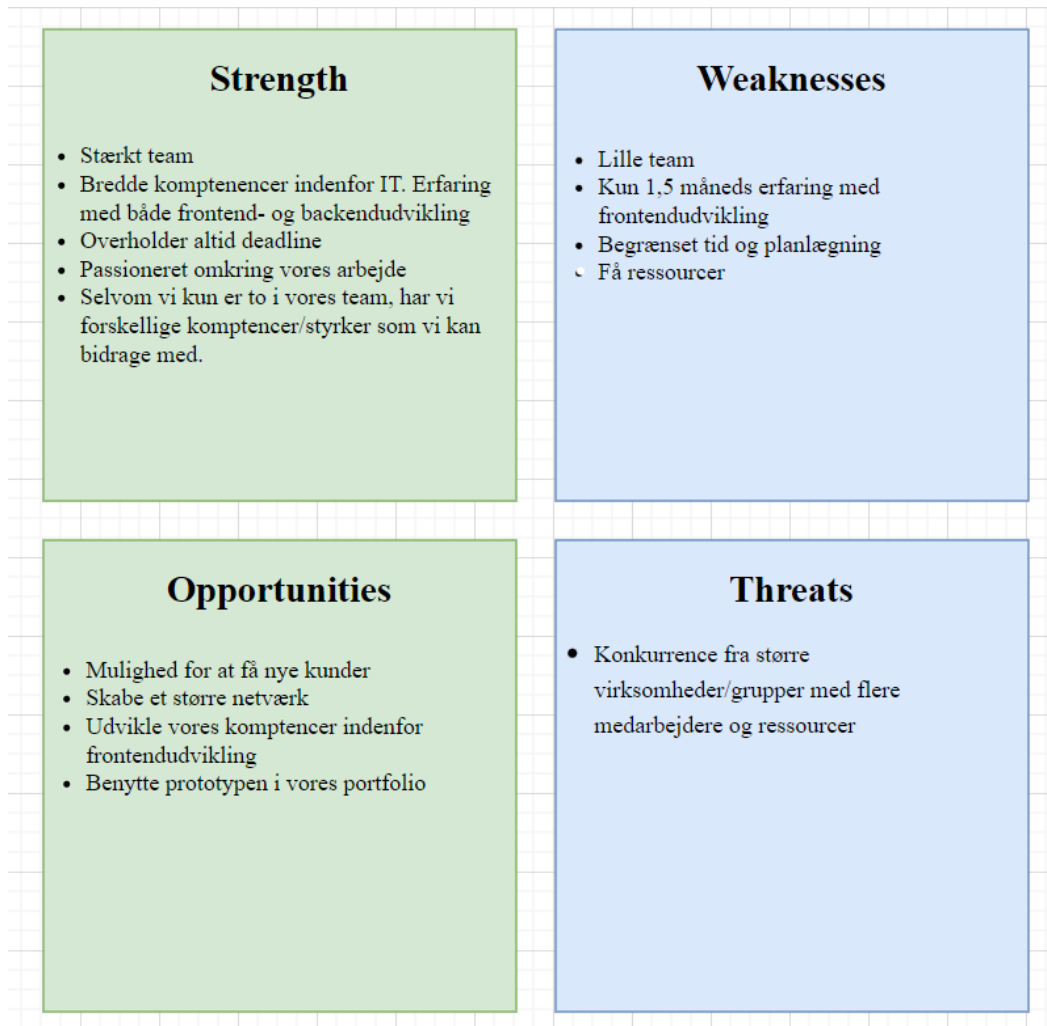 Strength
• Stærkt team
• Bredde komptenencer indenfor IT. Erfaring
med både frontend- og backendudvikling
• Overholder altid deadline
• Passioneret omkring vores arbejde
• Selvom vi kun er to i vores team, har vi
forskellige komptencer/styrker som vi kan
bidrage med.
Weaknesses
• Lille team
• Kun 1,5 måneds erfaring med
frontendudvikling
• Begrænset tid og planlægning
• Få ressourcer
Opportunities
• Mulighed for at få nye kunder
• Skabe et større netværk
• Udvikle vores komptencer indenfor
frontendudvikling
• Benytte prototypen i vores portfolio
Threats
• Konkurrence fra større
virksomheder/grupper med flere
medarbejdere og ressourcer